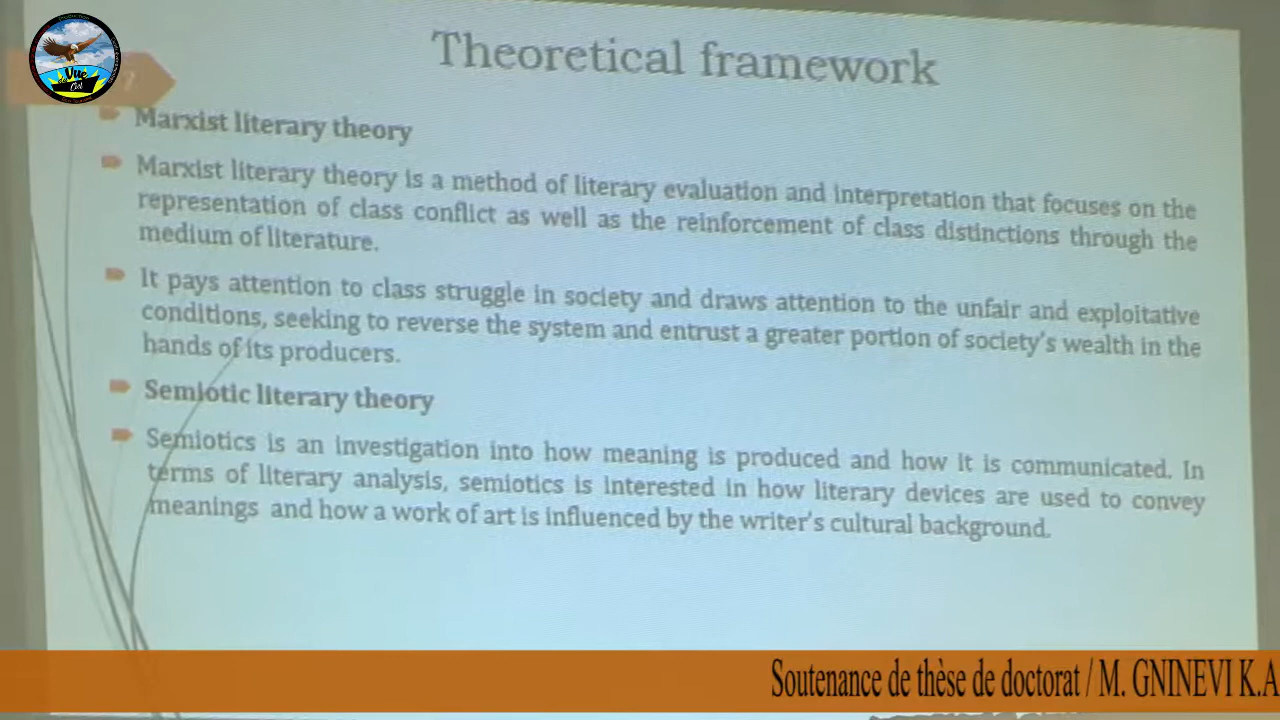 Vue
Ciel
Theoretical framework
Marxist literary theory
Marxist literary theory is a method of literary evaluation and interpretation that focuses on the
representation of class conflict as well as the reinforcement of class distinctions through the
medium of literature.
It pays attention to class struggle in society and draws attention to the unfair and exploitative
conditions, seeking to reverse the system and entrust a greater portion of society's wealth in the
hands of its producers.
Semiotic literary theory
Semiotics is an investigation into how meaning is produced and how it is communicated. In
terms of literary analysis, semiotics is interested in how literary devices are used to convey
meanings and how a work of art is influenced by the writer's cultural background.
Soutenance de thèse de doctorat / M. GNINEVI K.A